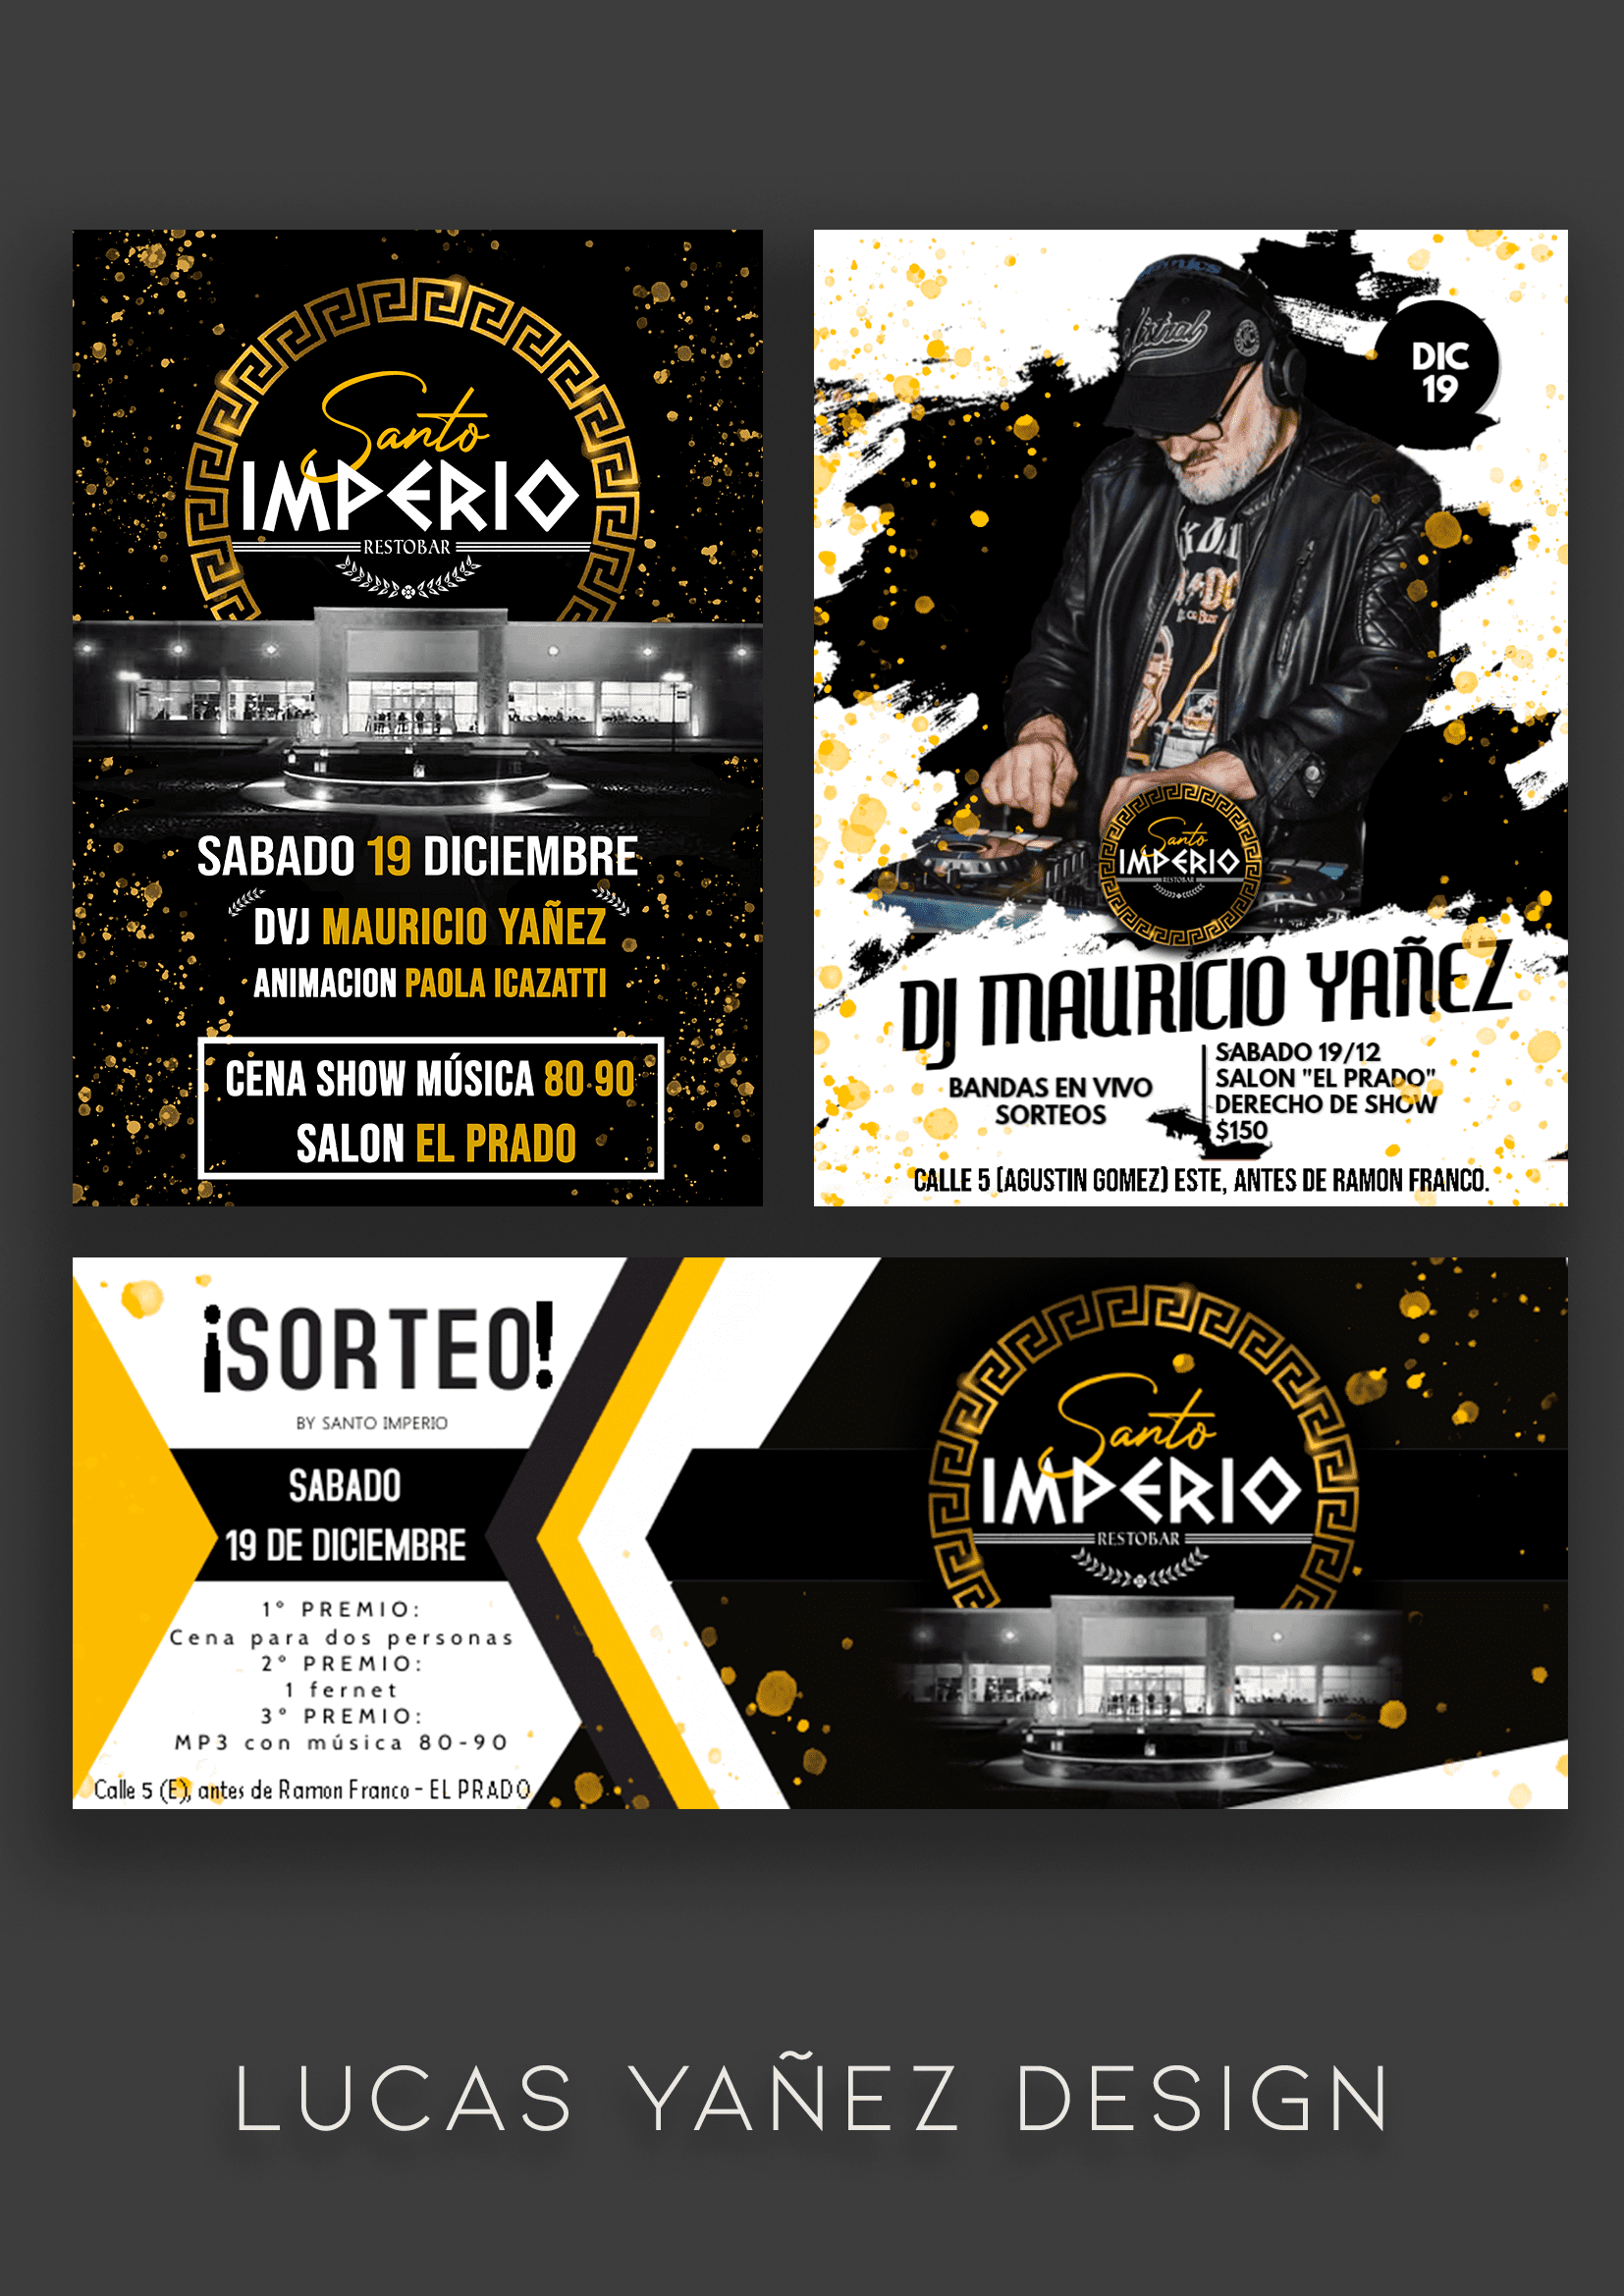 Santo
IMPERIO
RESTOBAR
SABADO 19 DICIEMBRE
DVJ MAURICIO YAÑEZ
ANIMACION PAOLA ICAZATTI
CENA SHOW MÚSICA 80 90
SALON EL PRADO
DIC
19
Santo
IMPERIO
RESTOBAR
DJ MAURICIO YAÑEZ
BANDAS EN VIVO
SORTEOS
SABADO 19/12
SALON "EL PRADO"
DERECHO DE SHOW
$150
CALLE 5 (AGUSTIN GOMEZ) ESTE, ANTES DE RAMON FRANCO.
¡SORTEO!
BY SANTO IMPERIO
SABADO
19 DE DICIEMBRE
1° PREMIO:
Cena para dos personas
2° PREMIO:
1 fernet
3° PREMIO:
MP3 con música 80-90
Calle 5 (E), antes de Ramon Franco - EL PRADO
Santo
IMPERIO
RESTOBAR
LUCAS YAÑEZ DESIGN